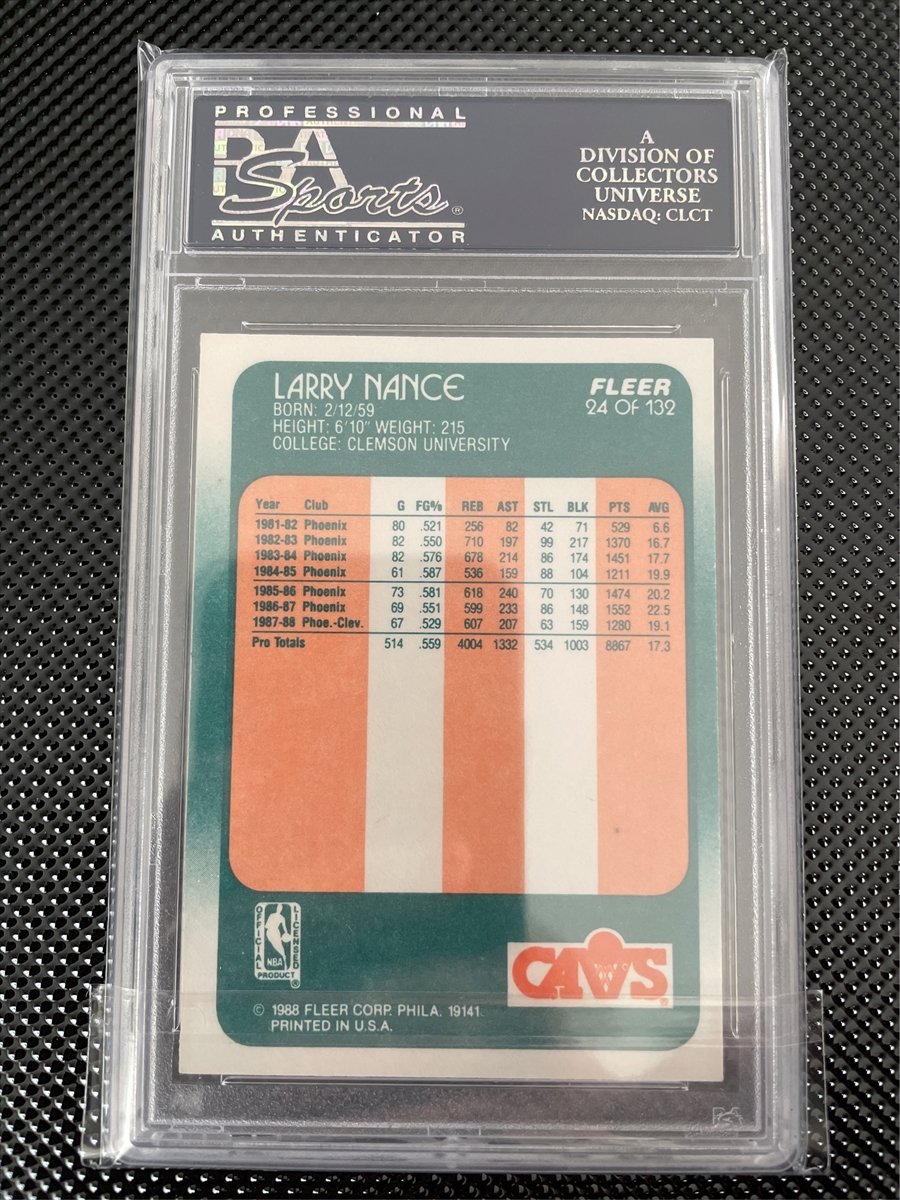 PROFESSIONAL
PSA
Sports®
AUTHENTICATOR
A
DIVISION OF
COLLECTORS
UNIVERSE
NASDAQ: CLCT
LARRY NANCE
BORN: 2/12/59
HEIGHT: 6'10" WEIGHT: 215
COLLEGE: CLEMSON UNIVERSITY
FLEER
24 OF 132
Year Club G FG% REB AST STL BLK PTS AVG
1981-82 Phoenix 80 .521 256 82 42 71 529 6.6
1982-83 Phoenix 82 .550 710 197 99 217 1370 16.7
1983-84 Phoenix 82 .576 678 214 86 174 1451 17.7
1984-85 Phoenix 61 .587 536 159 88 104 1211 19.9
1985-86 Phoenix 73 .581 618 240 70 130 1474 20.2
1986-87 Phoenix 69 .551 599 233 86 148 1552 22.5
1987-88 Phoe.-Clev. 67 .529 607 207 63 159 1280 19.1
Pro Totals 514 .559 4004 1332 534 1003 8867 17.3
OFFICIAL
LICENSED
NBA
PRODUCT ®
CAVS
© 1988 FLEER CORP. PHILA. 19141
PRINTED IN U.S.A.
PSA